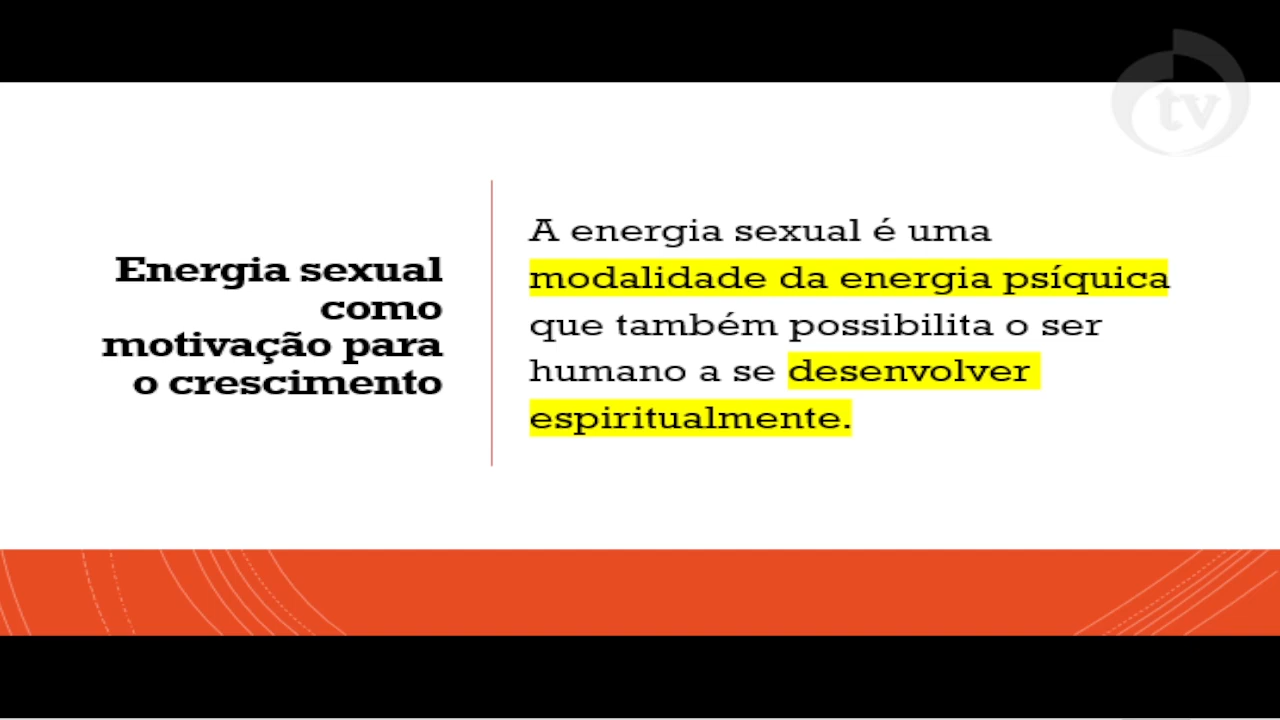 tv
Energia sexual
como
motivação para
o crescimento
A energia sexual é uma
modalidade da energia psíquica
que também possibilita o ser
humano a se desenvolver
espiritualmente.